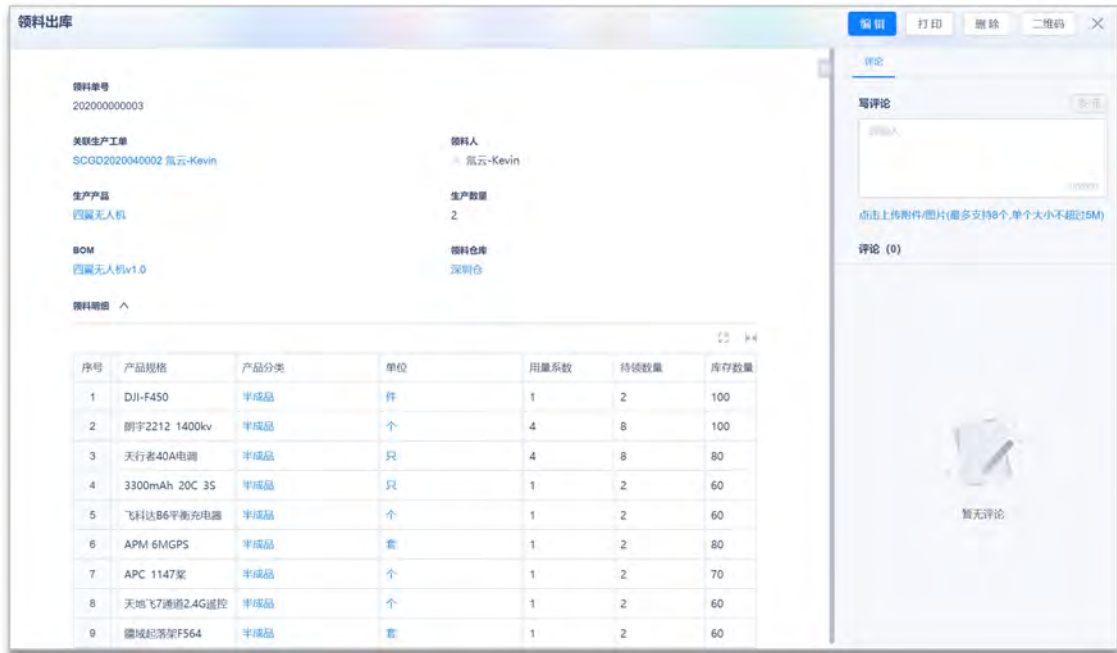 领料出库
编辑 打印 删除 二维码
领料单号
202000000003
关联生产工单 领料人
SCGD2020040002 氚云-Kevin 氚云-Kevin
生产产品 生产数量
四翼无人机 2
BOM 领料仓库
四翼无人机v1.0 深圳仓
领料明细
序号 产品规格 产品分类 单位 用量系数 待领数量 库存数量
1 DJI-F450 半成品 件 1 2 100
2 朗宇2212 1400kv 半成品 个 4 8 100
3 天行者40A电调 半成品 只 4 8 80
4 3300mAh 20C 3S 半成品 只 1 2 60
5 飞科达B6平衡充电器 半成品 个 1 2 60
6 APM 6MGPS 半成品 套 1 2 80
7 APC 1147桨 半成品 个 1 2 70
8 天地飞7通道2.4G遥控 半成品 个 1 2 60
9 疆域起落架F564 半成品 套 1 2 60
评论
写评论
请输入
点击上传附件/图片(最多支持8个,单个大小不超过5M)
评论 (0)
暂无评论